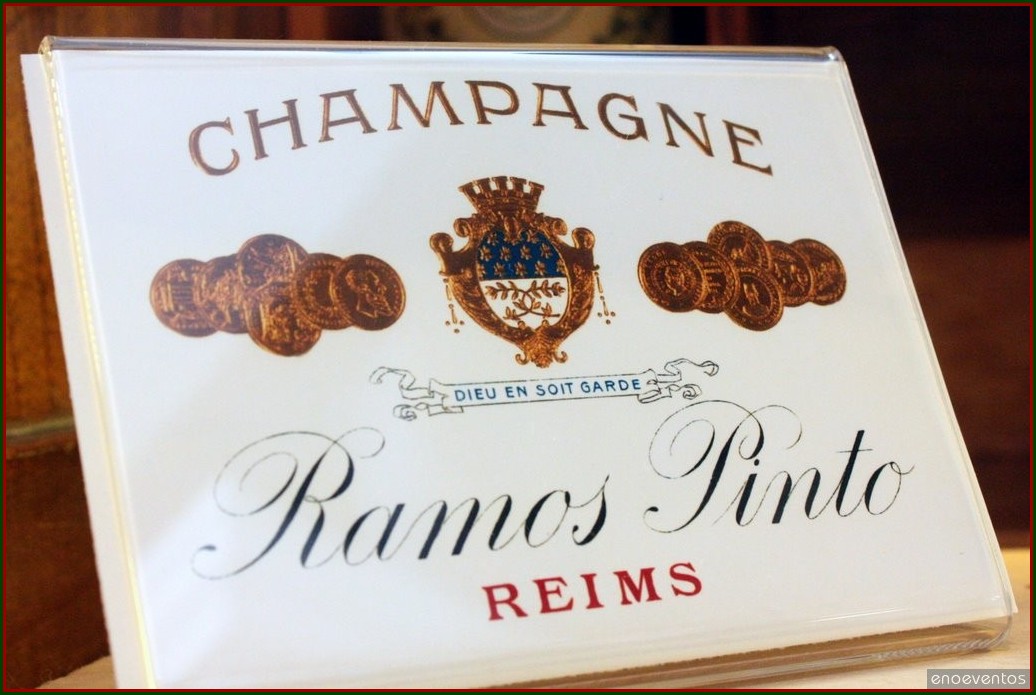 CHAMPAGNE
DIEU EN SOIT GARDE
Ramos Pinto
REIMS
enoeventos